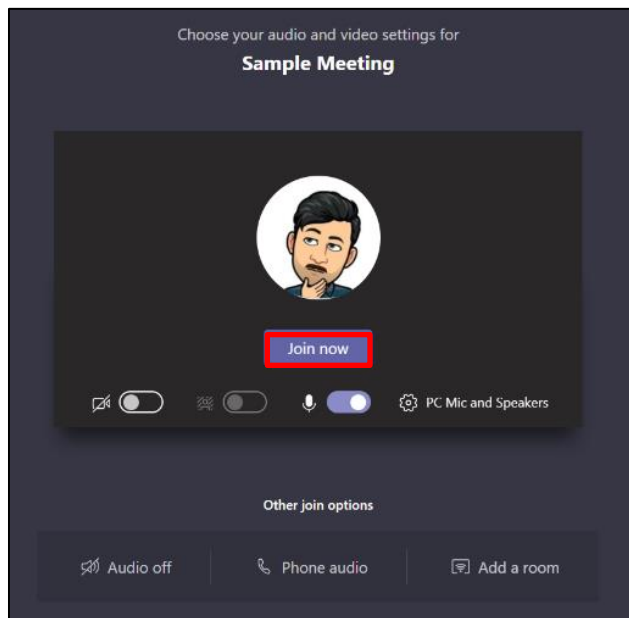 Choose your audio and video settings for
Sample Meeting
Join now
PC Mic and Speakers
Other join options
Audio off
Phone audio
Add a room